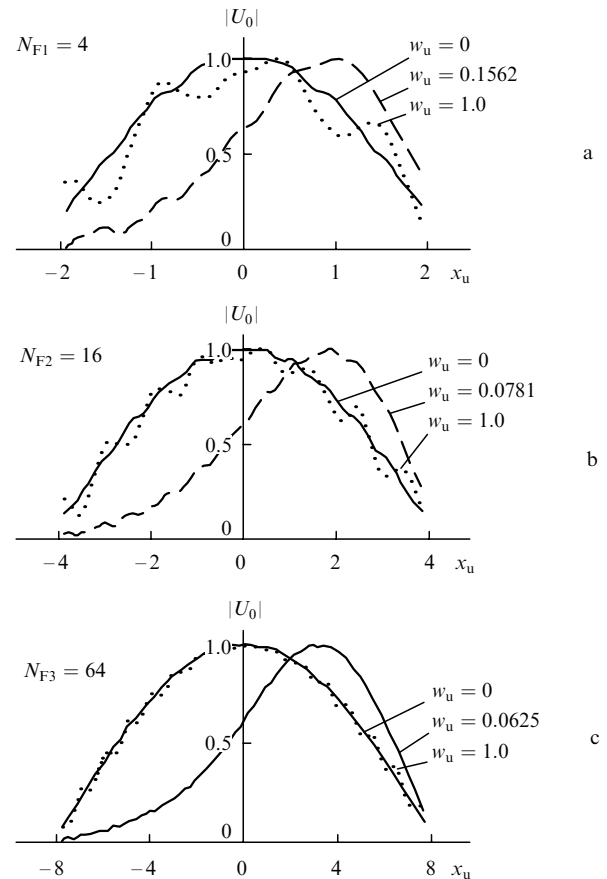 |U₀|
N_F1 = 4
1.0
w_u = 0
w_u = 0.1562
w_u = 1.0
0.5
a
0
−2 −1 0 1 2 x_u
|U₀|
N_F2 = 16
1.0
w_u = 0
w_u = 0.0781
w_u = 1.0
0.5
b
0
−4 −2 0 2 4 x_u
|U₀|
N_F3 = 64
1.0
w_u = 0
w_u = 0.0625
w_u = 1.0
0.5
c
0
−8 −4 0 4 8 x_u